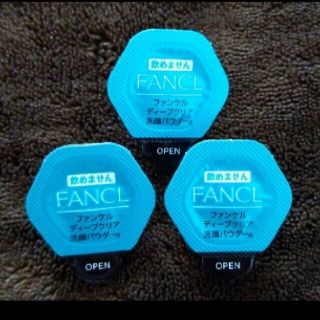 飲めません
FANCL
ファンケル
ディープクリア
洗顔パウダー
OPEN
飲めません
FANCL
ファンケル
ディープクリア
洗顔パウダー
OPEN
飲めません
FANCL
ファンケル
ディープクリア
洗顔パウダー
OPEN